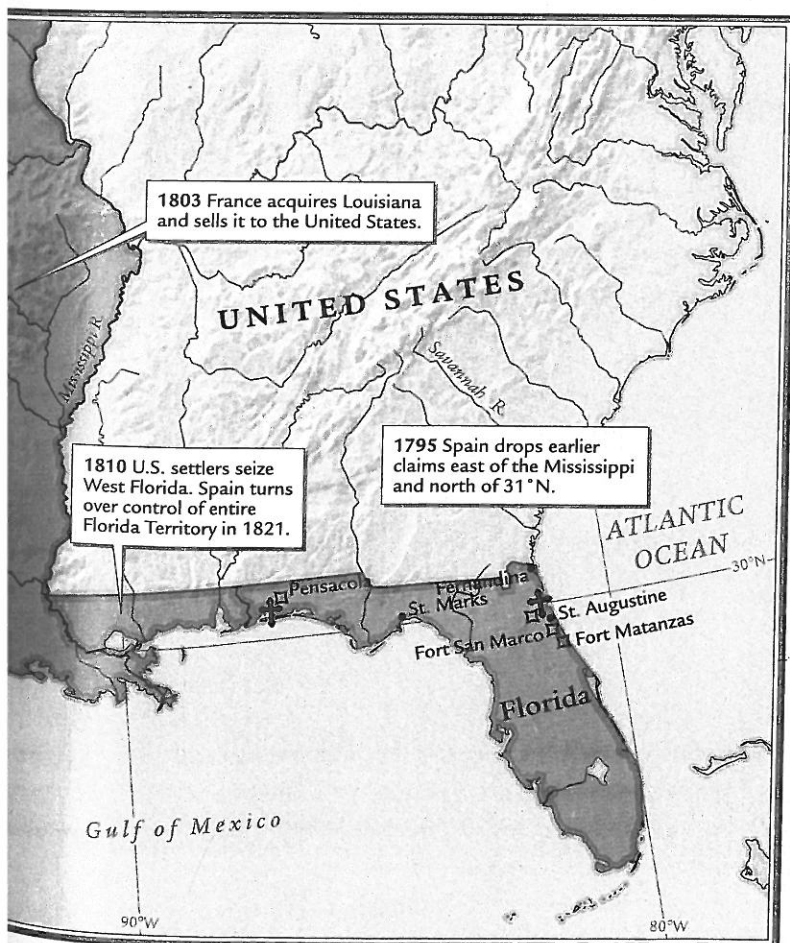 1803 France acquires Louisiana
and sells it to the United States.
UNITED STATES
Mississippi R.
Savannah R.
1795 Spain drops earlier
claims east of the Mississippi
and north of 31°N.
1810 U.S. settlers seize
West Florida. Spain turns
over control of entire
Florida Territory in 1821.
ATLANTIC
OCEAN
30°N
Pensacola
Fernandina
St. Marks
St. Augustine
Fort San Marco
Fort Matanzas
Florida
Gulf of Mexico
90°W
80°W